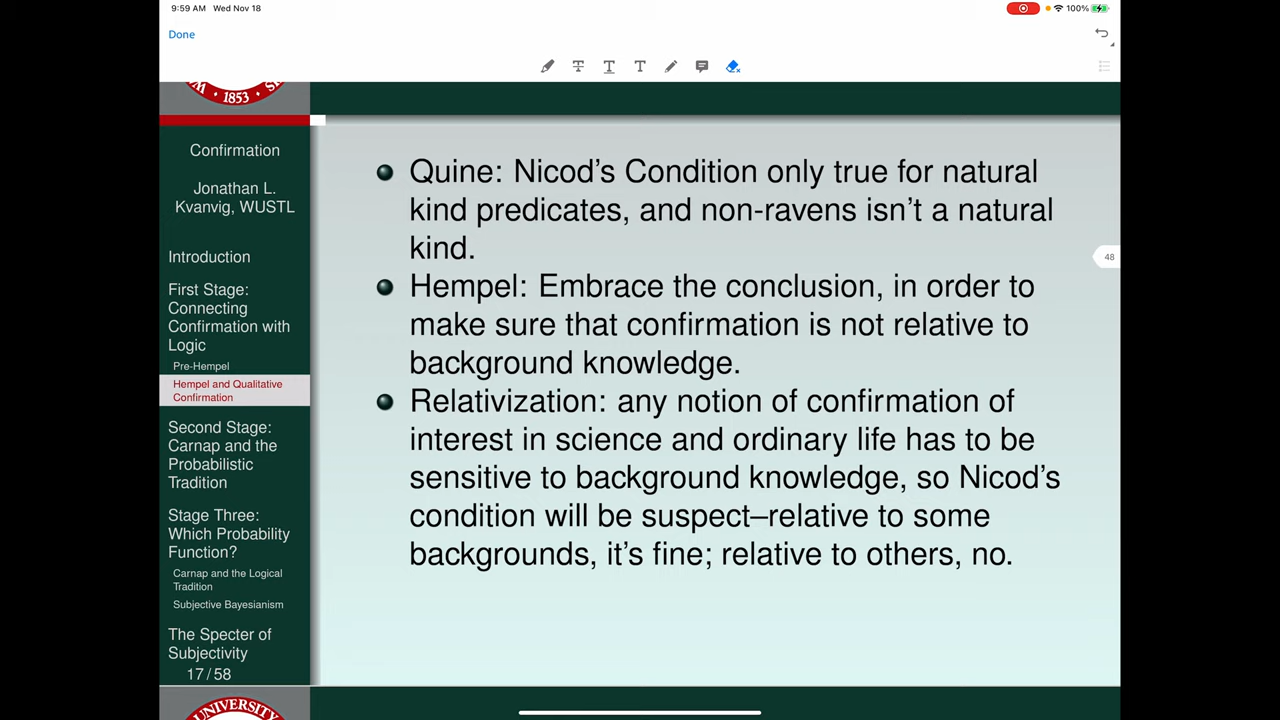 9:59 AM Wed Nov 18
100%
Done
1853
48
Confirmation
Jonathan L.
Kvanvig, WUSTL
Introduction
First Stage:
Connecting
Confirmation with
Logic
Pre-Hempel
Hempel and Qualitative
Confirmation
Second Stage:
Carnap and the
Probabilistic
Tradition
Stage Three:
Which Probability
Function?
Carnap and the Logical
Tradition
Subjective Bayesianism
The Specter of
Subjectivity
17/58
Quine: Nicod's Condition only true for natural
kind predicates, and non-ravens isn't a natural
kind.
Hempel: Embrace the conclusion, in order to
make sure that confirmation is not relative to
background knowledge.
Relativization: any notion of confirmation of
interest in science and ordinary life has to be
sensitive to background knowledge, so Nicod's
condition will be suspect–relative to some
backgrounds, it's fine; relative to others, no.
UNIVERSITY